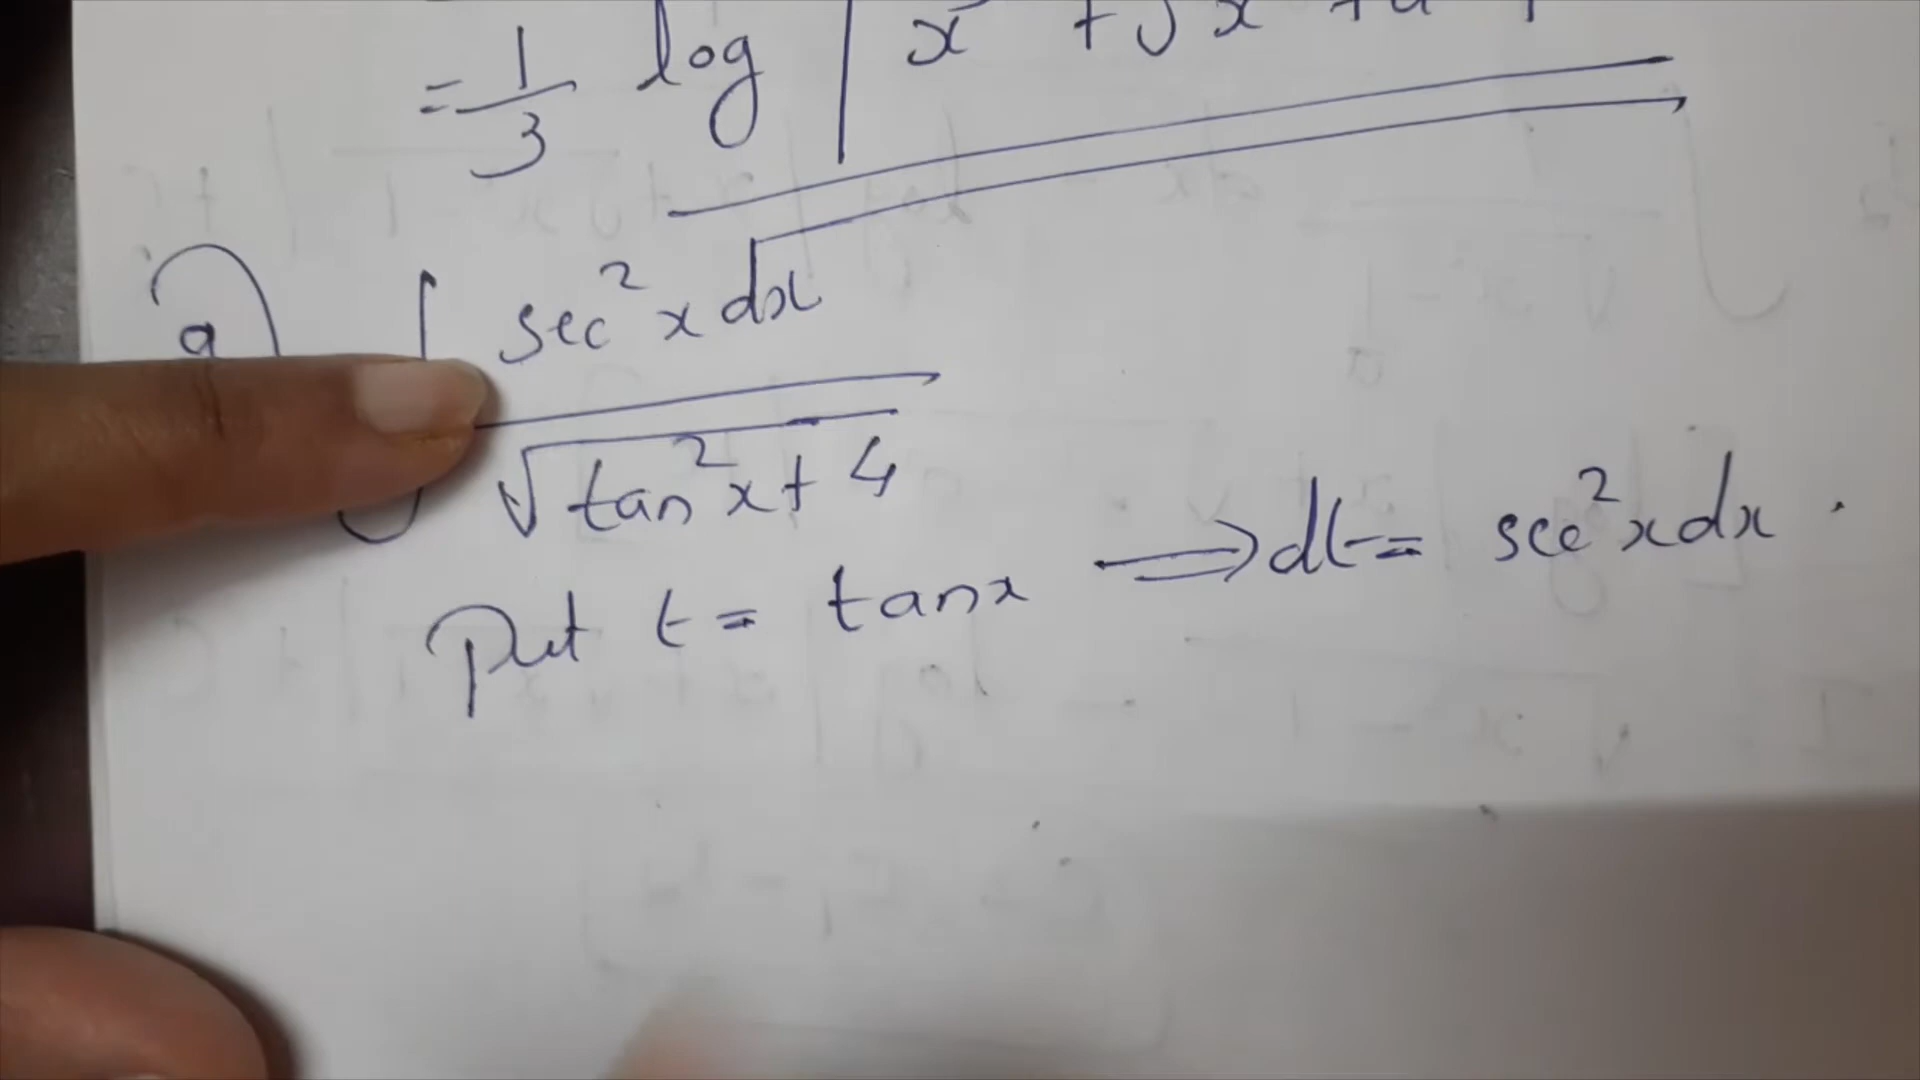 = 1/3 log |
9) ∫ sec²x dx / √(tan²x + 4)
Put t = tanx ⟹ dt = sec²x dx .